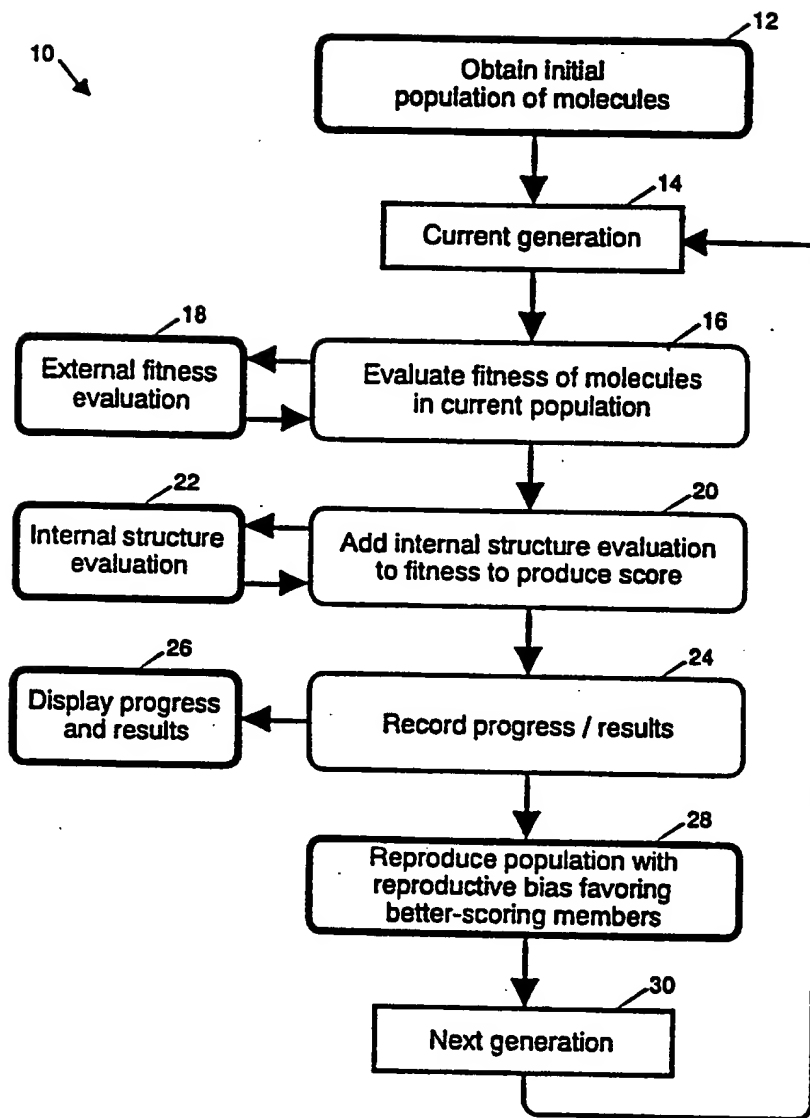 10
12
Obtain initial
population of molecules
14
Current generation
18
External fitness
evaluation
16
Evaluate fitness of molecules
in current population
22
Internal structure
evaluation
20
Add internal structure evaluation
to fitness to produce score
26
Display progress
and results
24
Record progress / results
28
Reproduce population with
reproductive bias favoring
better-scoring members
30
Next generation